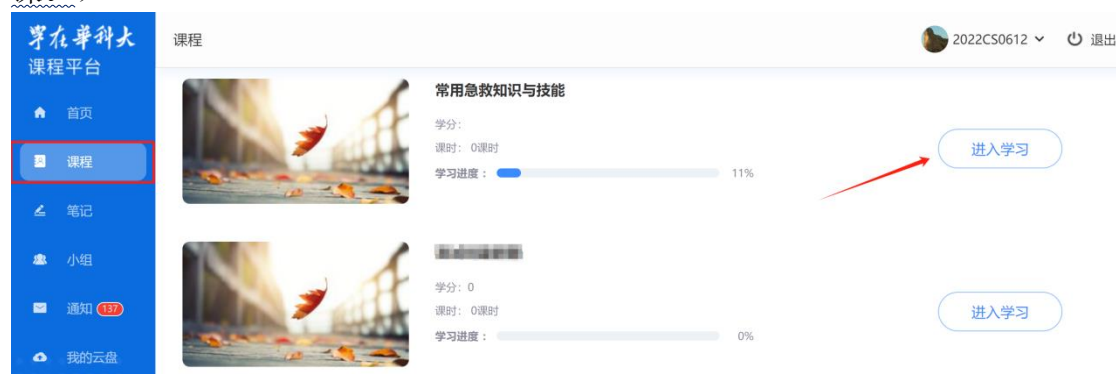 学在华科大
课程平台
课程
2022CS0612
退出
首页
课程
笔记
小组
通知 137
我的云盘
常用急救知识与技能
学分:
课时: 0课时
学习进度: 11%
进入学习
学分: 0
课时: 0课时
学习进度: 0%
进入学习